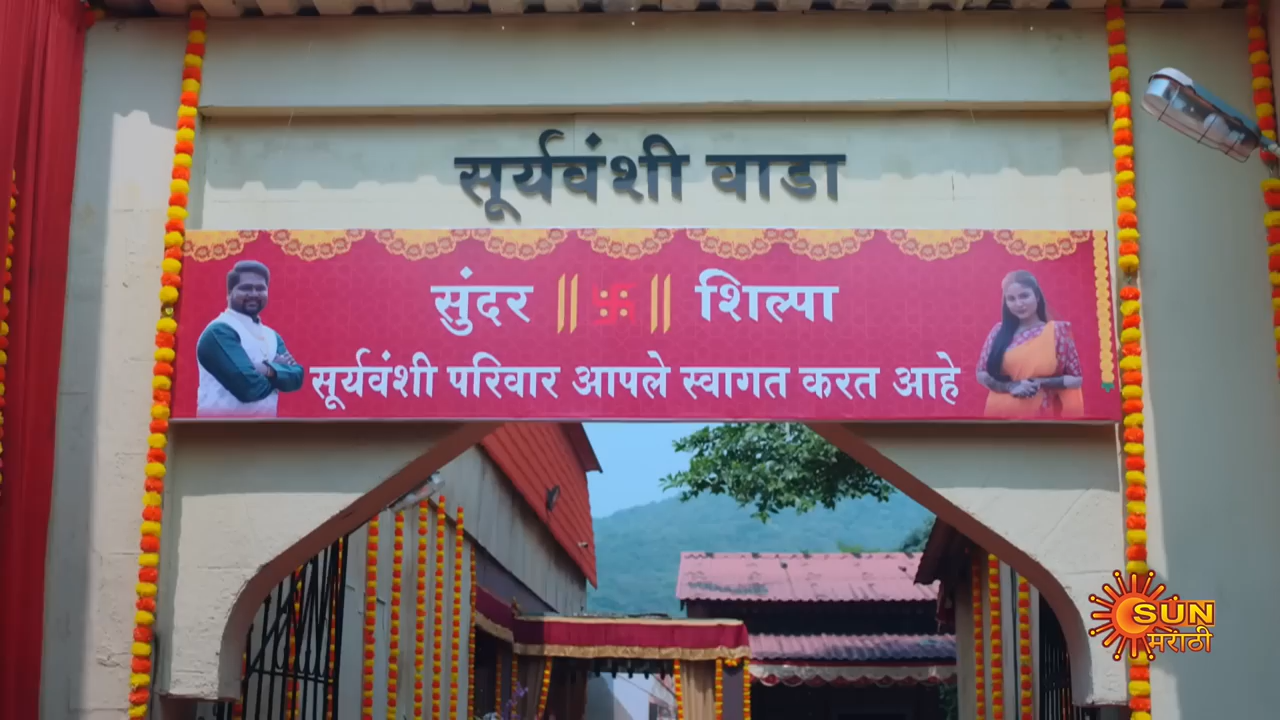 सूर्यवंशी वाडा
सुंदर || 卐 || शिल्पा
सूर्यवंशी परिवार आपले स्वागत करत आहे
SUN
मराठी